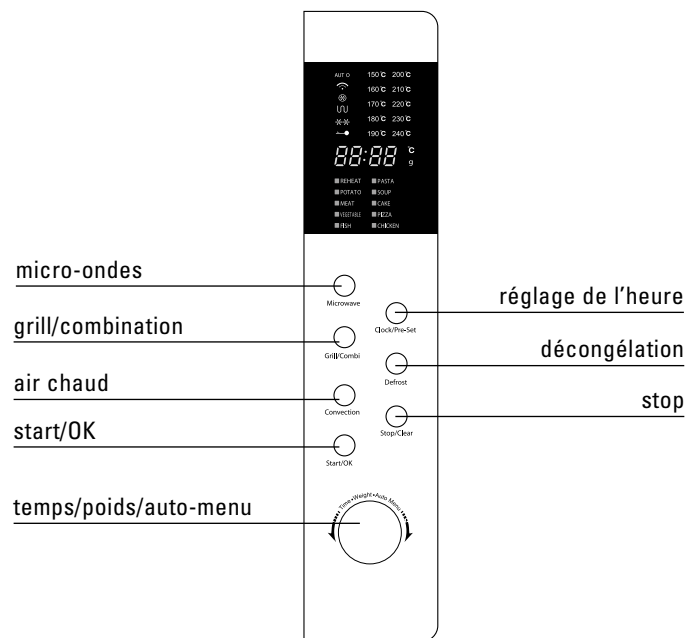 AUTO
150℃ 200℃
160℃ 210℃
170℃ 220℃
180℃ 230℃
190℃ 240℃
88:88 ℃
g
REHEAT PASTA
POTATO SOUP
MEAT CAKE
VEGETABLE PIZZA
FISH CHICKEN
micro-ondes
Microwave
réglage de l'heure
Clock/Pre-Set
grill/combination
Grill/Combi
décongélation
Defrost
air chaud
Convection
stop
Stop/Clear
start/OK
Start/OK
temps/poids/auto-menu
Time•Weight•Auto Menu